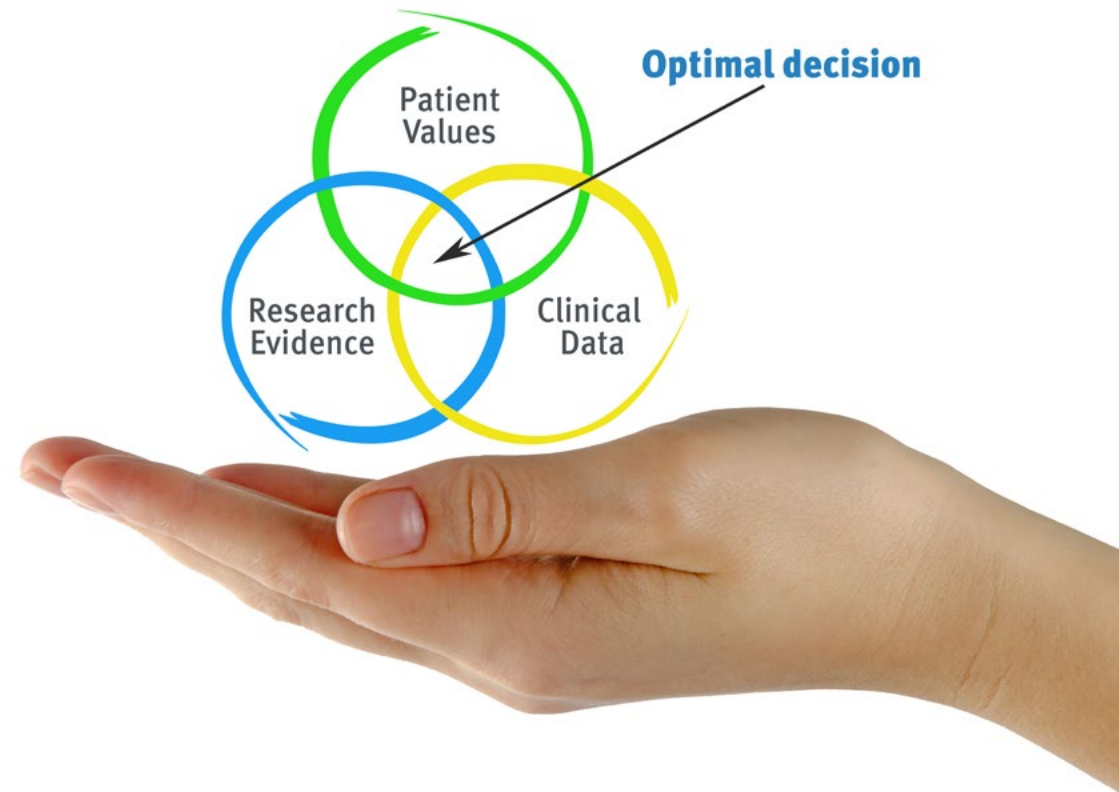 Optimal decision
Patient
Values
Research
Evidence
Clinical
Data